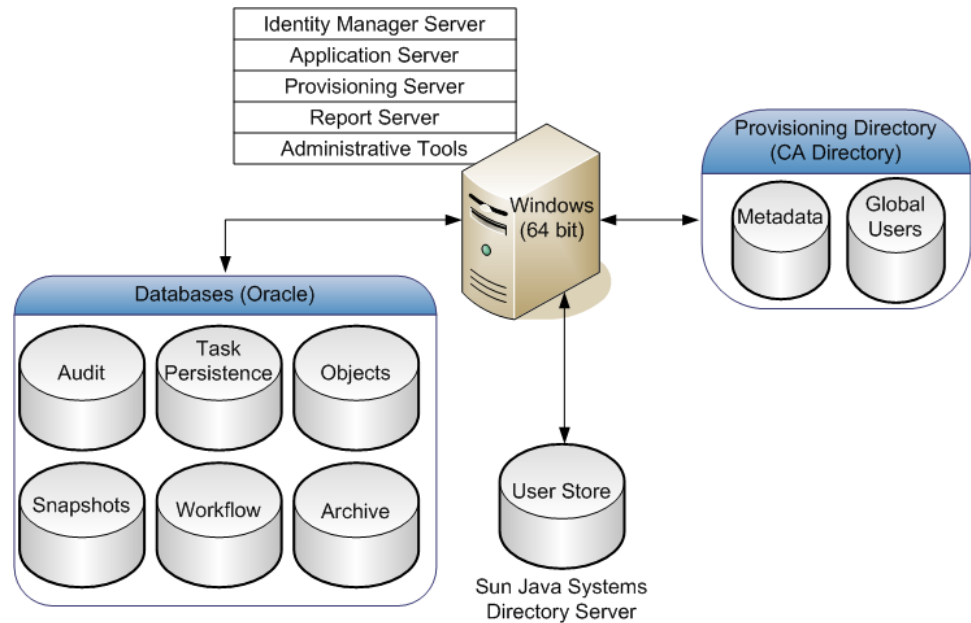 Identity Manager Server
Application Server
Provisioning Server
Report Server
Administrative Tools
Windows
(64 bit)
Provisioning Directory
(CA Directory)
Metadata
Global
Users
Databases (Oracle)
Audit
Task
Persistence
Objects
Snapshots
Workflow
Archive
User Store
Sun Java Systems
Directory Server